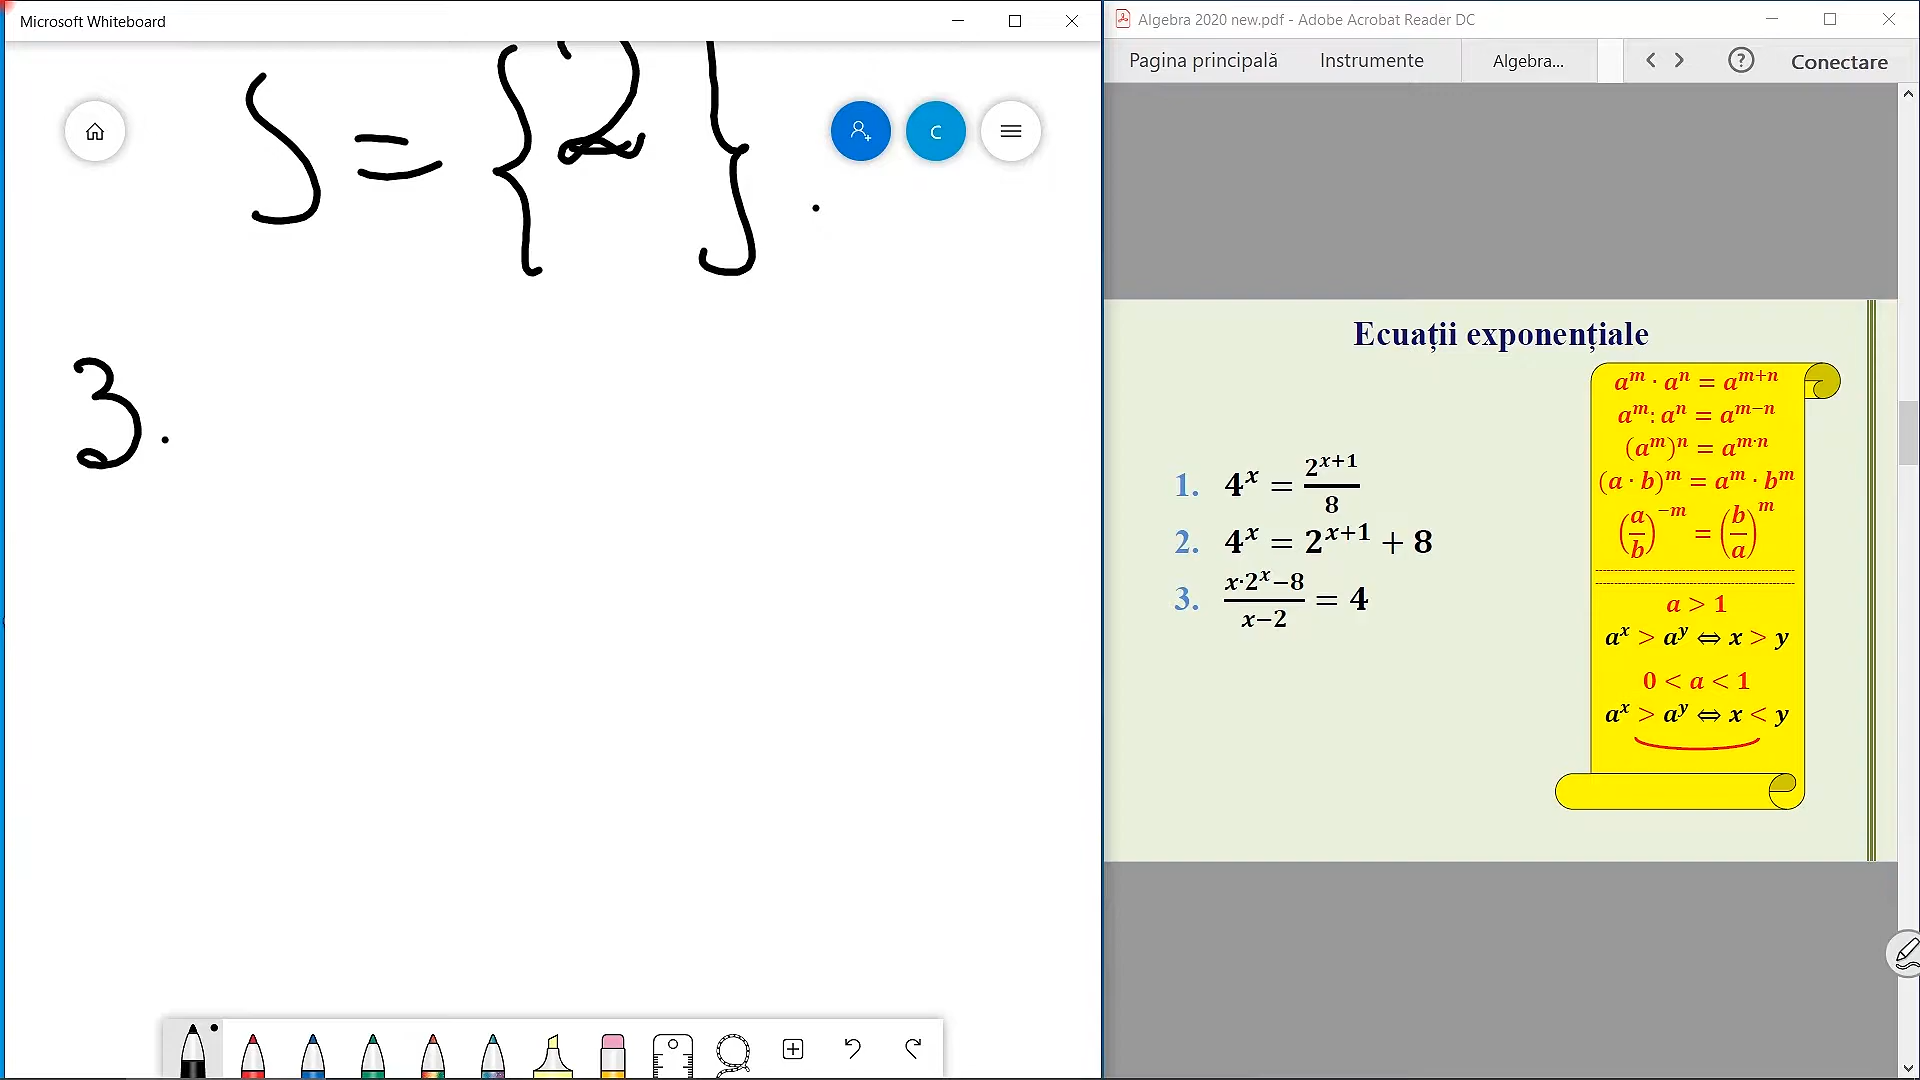 Microsoft Whiteboard
S = {2}.
C
3.
Algebra 2020 new.pdf - Adobe Acrobat Reader DC
Pagina principală Instrumente Algebra... Conectare
Ecuații exponențiale
1. 4^x = 2^{x+1}/8
2. 4^x = 2^{x+1} + 8
3. (x·2^x−8)/(x−2) = 4
a^m · a^n = a^{m+n}
a^m : a^n = a^{m−n}
(a^m)^n = a^{m·n}
(a · b)^m = a^m · b^m
(a/b)^{−m} = (b/a)^m
a > 1
a^x > a^y ⇔ x > y
0 < a < 1
a^x > a^y ⇔ x < y